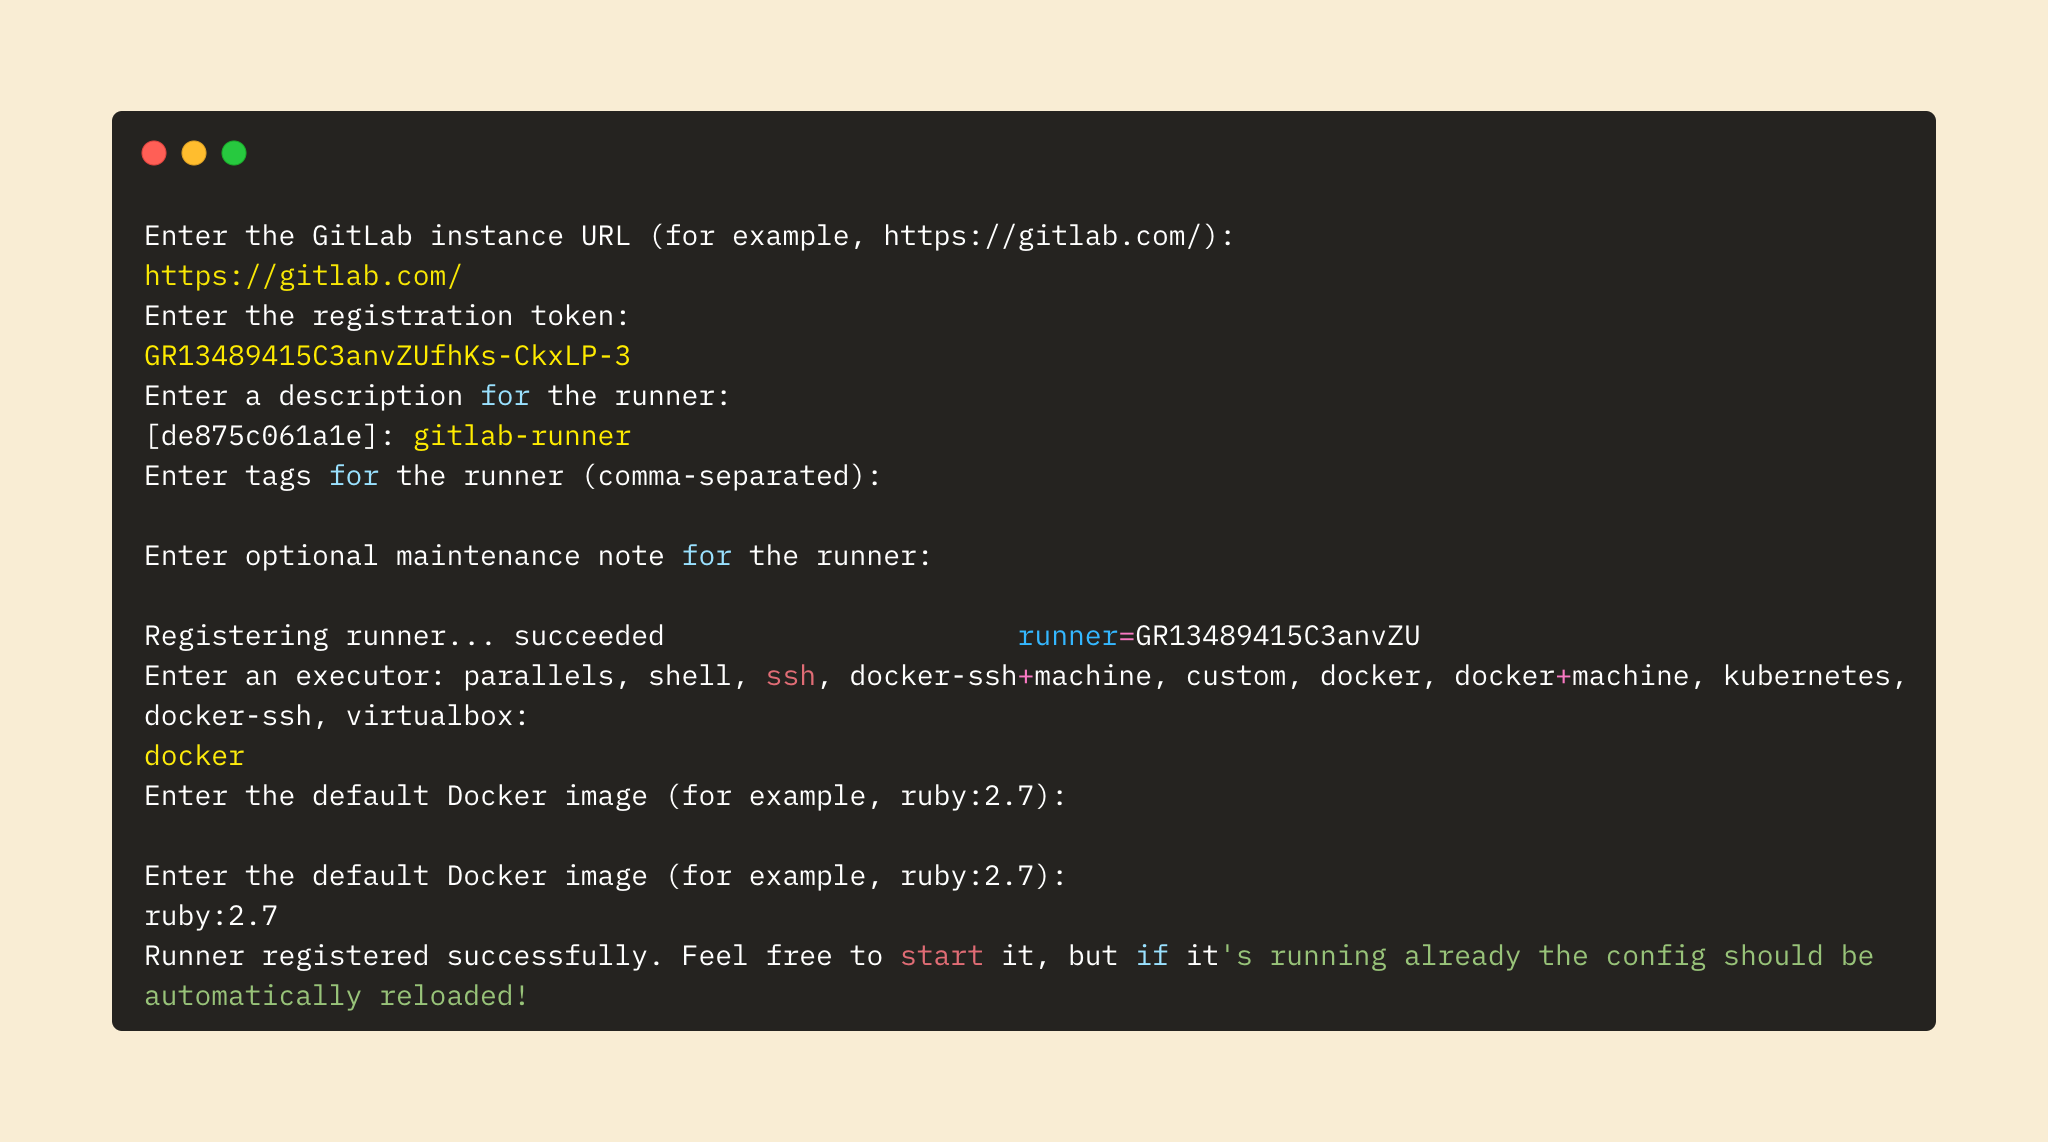 Enter the GitLab instance URL (for example, https://gitlab.com/):
https://gitlab.com/
Enter the registration token:
GR13489415C3anvZUfhKs-CkxLP-3
Enter a description for the runner:
[de875c061a1e]: gitlab-runner
Enter tags for the runner (comma-separated):
Enter optional maintenance note for the runner:
Registering runner... succeeded                     runner=GR13489415C3anvZU
Enter an executor: parallels, shell, ssh, docker-ssh+machine, custom, docker, docker+machine, kubernetes,
docker-ssh, virtualbox:
docker
Enter the default Docker image (for example, ruby:2.7):
Enter the default Docker image (for example, ruby:2.7):
ruby:2.7
Runner registered successfully. Feel free to start it, but if it's running already the config should be
automatically reloaded!